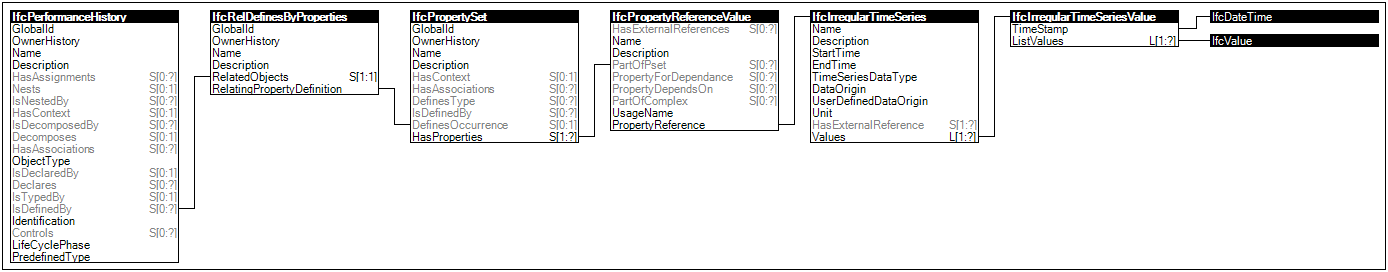 IfcPerformanceHistory
GlobalId
OwnerHistory
Name
Description
HasAssignments S[0:?]
Nests S[0:1]
IsNestedBy S[0:?]
HasContext S[0:1]
IsDecomposedBy S[0:?]
Decomposes S[0:1]
HasAssociations S[0:?]
ObjectType
IsDeclaredBy S[0:1]
Declares S[0:?]
IsTypedBy S[0:1]
IsDefinedBy S[0:?]
Identification
Controls S[0:?]
LifeCyclePhase
PredefinedType
IfcRelDefinesByProperties
GlobalId
OwnerHistory
Name
Description
RelatedObjects S[1:1]
RelatingPropertyDefinition
IfcPropertySet
GlobalId
OwnerHistory
Name
Description
HasContext S[0:1]
HasAssociations S[0:?]
DefinesType S[0:?]
IsDefinedBy S[0:?]
DefinesOccurrence S[0:1]
HasProperties S[1:?]
IfcPropertyReferenceValue
HasExternalReferences S[0:?]
Name
Description
PartOfPset S[0:?]
PropertyForDependance S[0:?]
PropertyDependsOn S[0:?]
PartOfComplex S[0:?]
UsageName
PropertyReference
IfcIrregularTimeSeries
Name
Description
StartTime
EndTime
TimeSeriesDataType
DataOrigin
UserDefinedDataOrigin
Unit
HasExternalReference S[1:?]
Values L[1:?]
IfcIrregularTimeSeriesValue
TimeStamp
ListValues L[1:?]
IfcDateTime
IfcValue